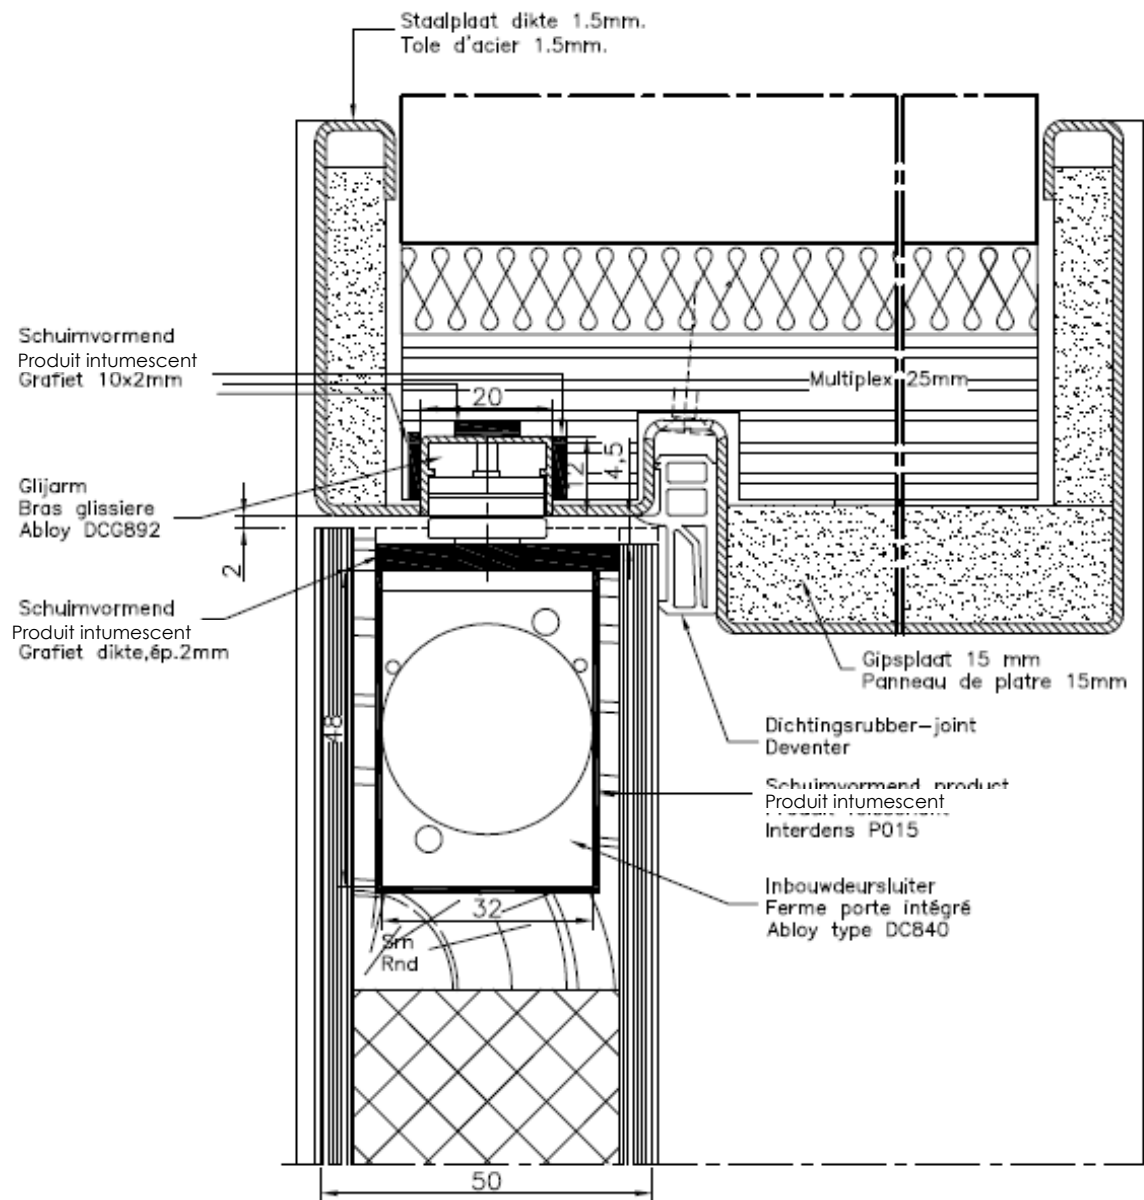 Staalplaat dikte 1.5mm.
Tole d'acier 1.5mm.
Schuimvormend
Produit intumescent
Grafiet 10x2mm
Multiplex 25mm
20
12
4,5
Glijarm
Bras glissiere
Abloy DCG892
2
Schuimvormend
Produit intumescent
Grafiet dikte,ép.2mm
Gipsplaat 15 mm
Panneau de platre 15mm
48
Dichtingsrubber-joint
Deventer
Schuimvormend product
Produit intumescent
Interdens P015
Inbouwdeursluiter
Ferme porte intégré
Abloy type DC840
32
Srn
Rnd
50